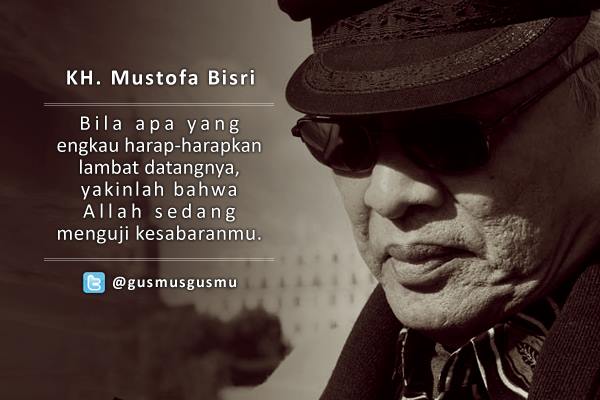 KH. Mustofa Bisri
Bila apa yang
engkau harap-harapkan
lambat datangnya,
yakinlah bahwa
Allah sedang
menguji kesabaranmu.
@gusmusgusmu